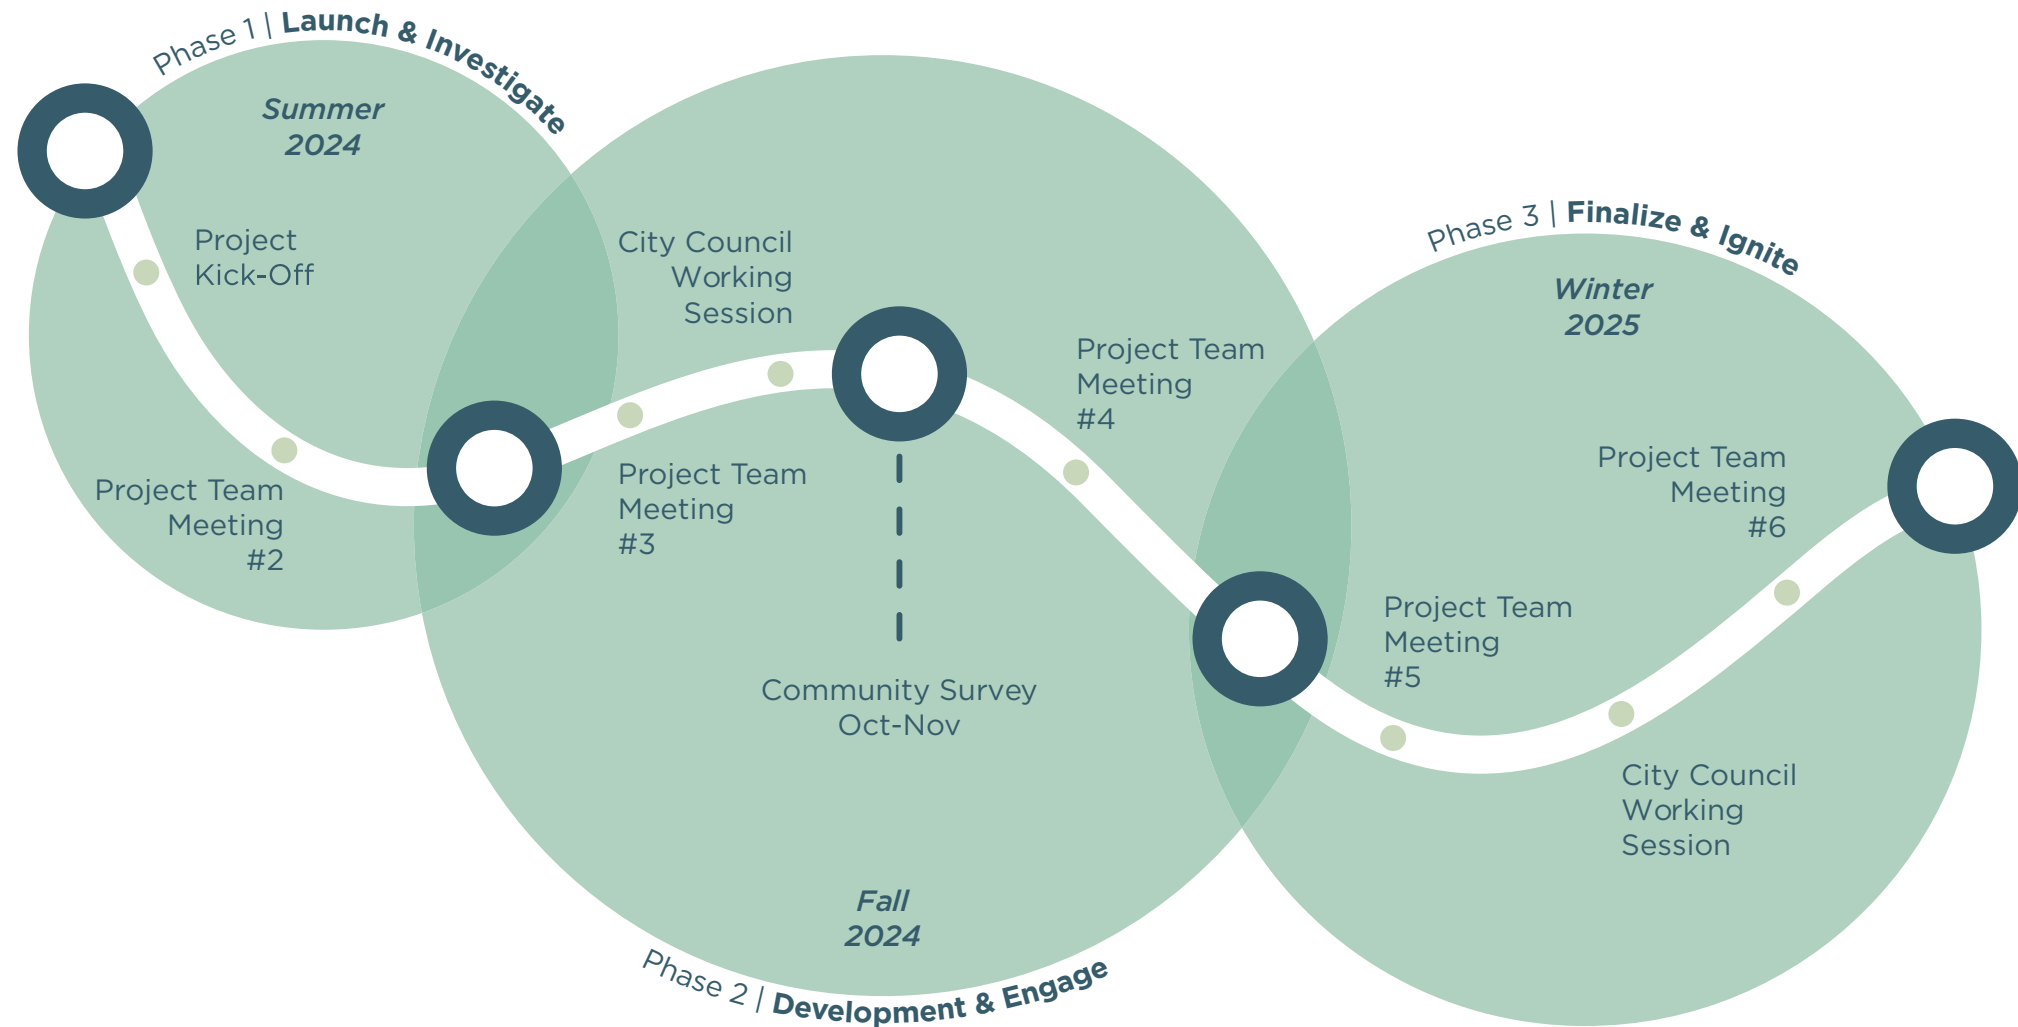 Phase 1 | Launch & Investigate
Summer
2024
Project
Kick-Off
Project Team
Meeting
#2
City Council
Working
Session
Project Team
Meeting
#3
Community Survey
Oct-Nov
Project Team
Meeting
#4
Fall
2024
Phase 2 | Development & Engage
Phase 3 | Finalize & Ignite
Winter
2025
Project Team
Meeting
#5
City Council
Working
Session
Project Team
Meeting
#6